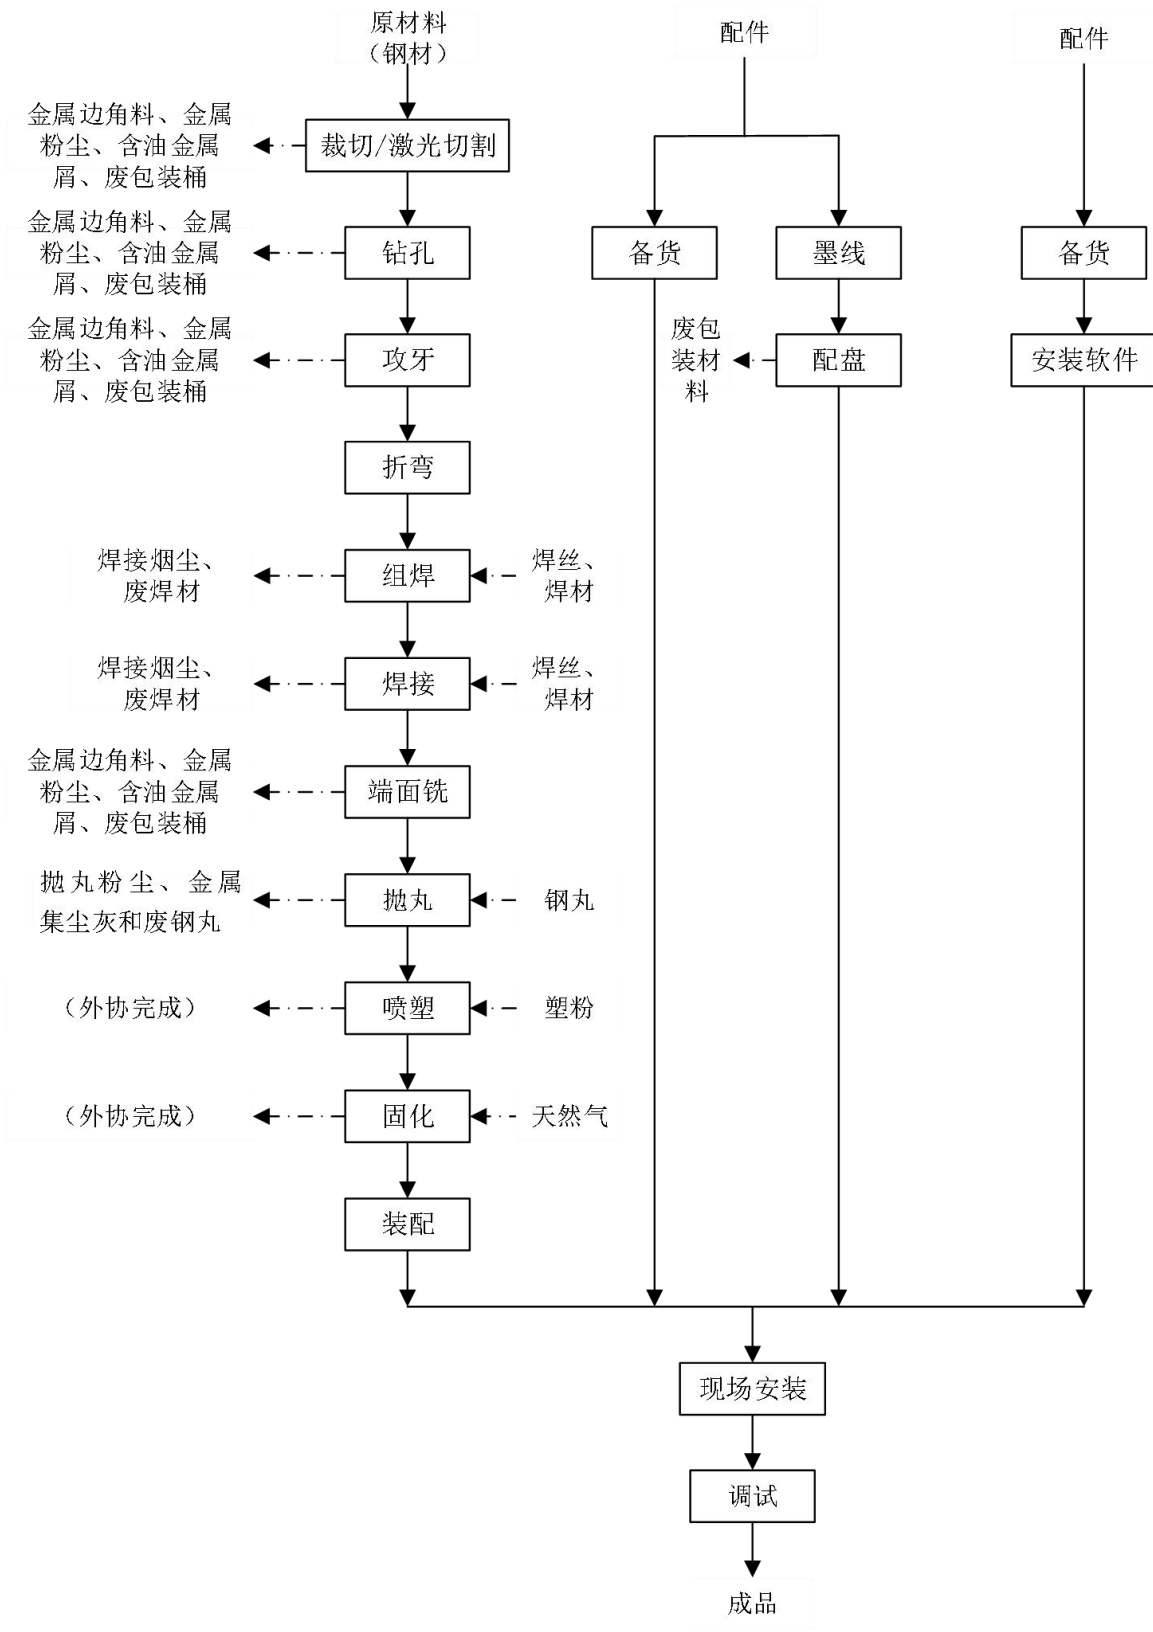 原材料
（钢材）
配件
配件
金属边角料、金属
粉尘、含油金属
屑、废包装桶
裁切/激光切割
金属边角料、金属
粉尘、含油金属
屑、废包装桶
钻孔
备货
墨线
备货
金属边角料、金属
粉尘、含油金属
屑、废包装桶
攻牙
废包
装材
料
配盘
安装软件
折弯
焊接烟尘、
废焊材
组焊
焊丝、
焊材
焊接烟尘、
废焊材
焊接
焊丝、
焊材
金属边角料、金属
粉尘、含油金属
屑、废包装桶
端面铣
抛丸粉尘、金属
集尘灰和废钢丸
抛丸
钢丸
（外协完成）
喷塑
塑粉
（外协完成）
固化
天然气
装配
现场安装
调试
成品